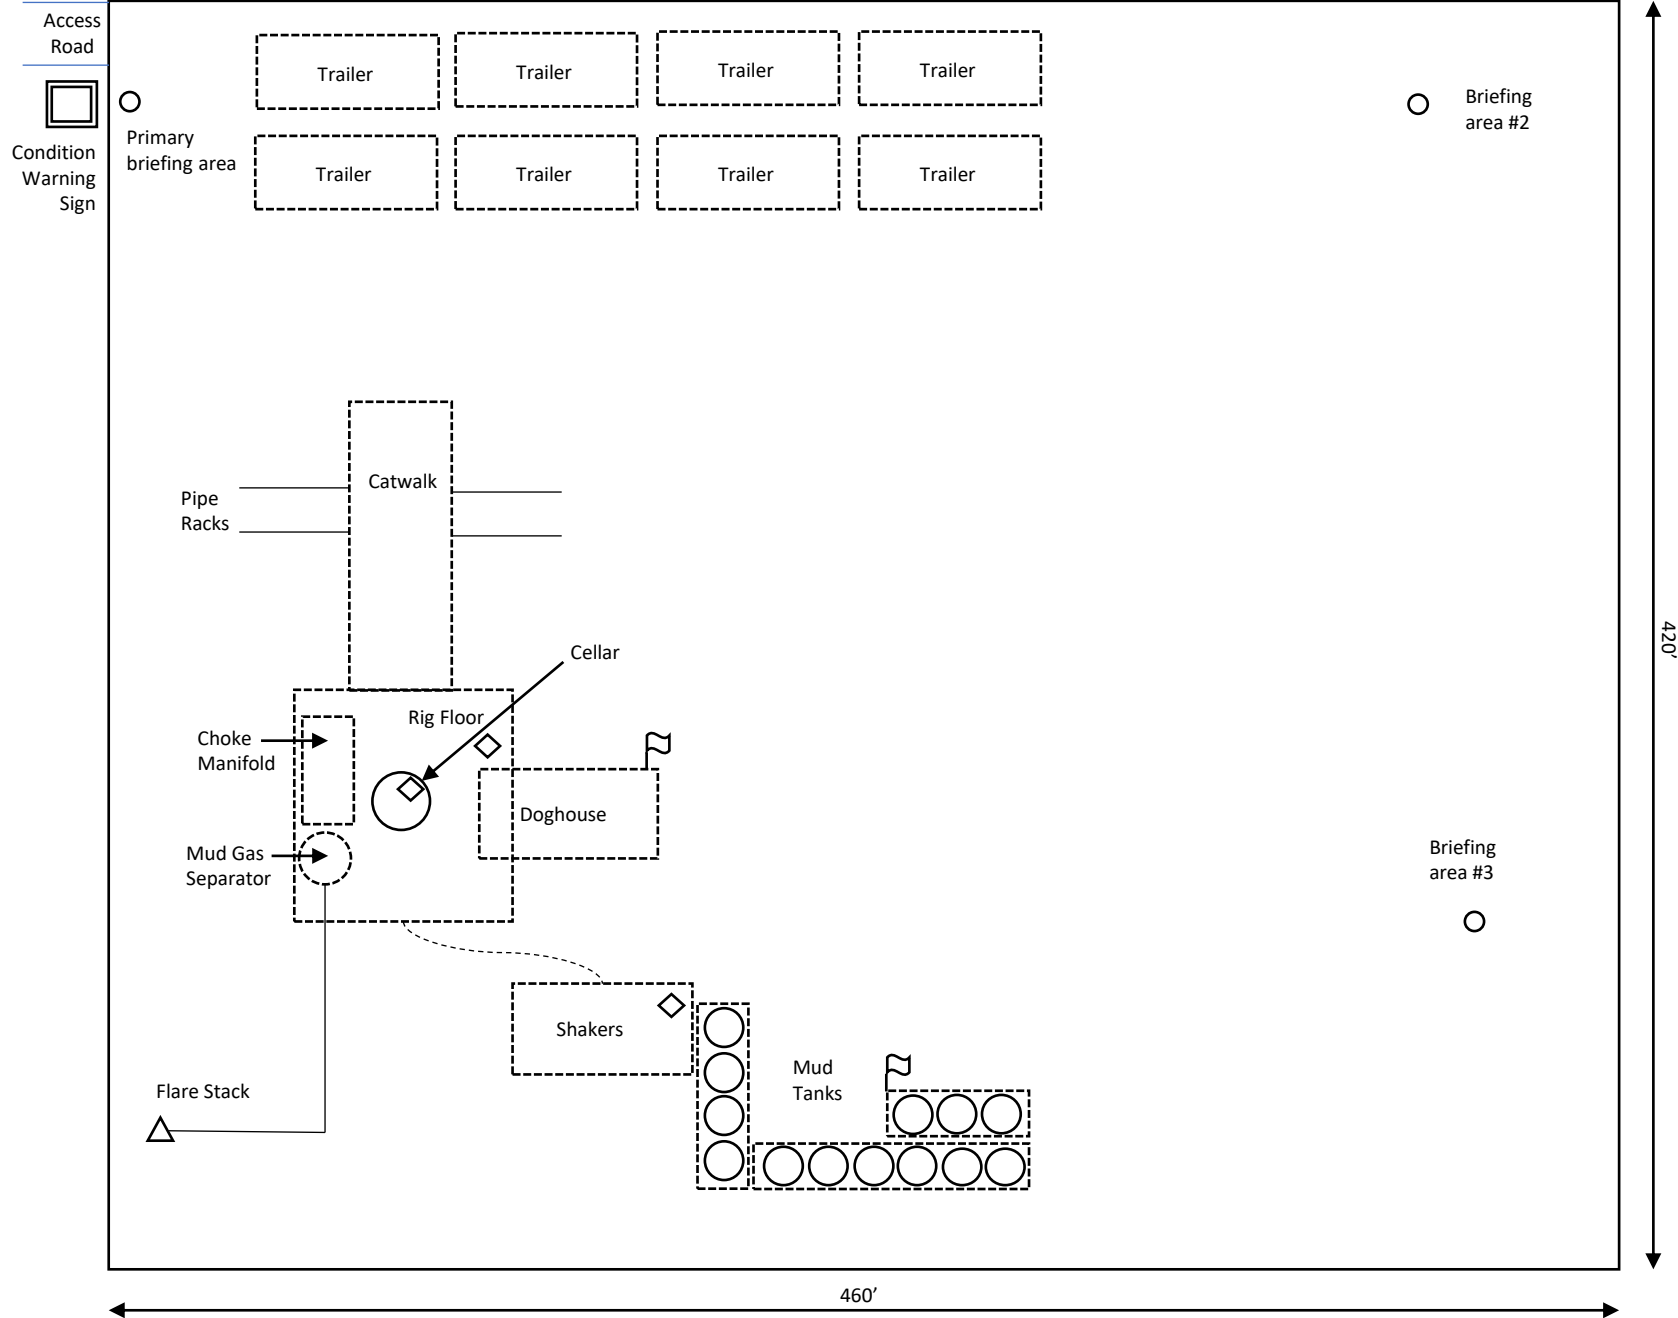 Access
Road
Condition
Warning
Sign
Primary
briefing area
Trailer
Trailer
Trailer
Trailer
Trailer
Trailer
Trailer
Trailer
Briefing
area #2
Pipe
Racks
Catwalk
Cellar
Rig Floor
Choke
Manifold
Doghouse
Mud Gas
Separator
Briefing
area #3
Shakers
Mud
Tanks
Flare Stack
420’
460’